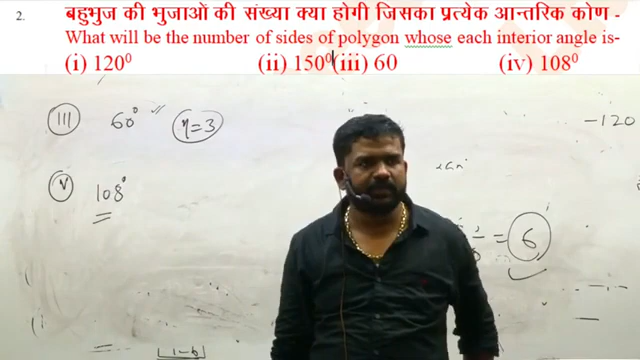 2. बहुभुज की भुजाओं की संख्या क्या होगी जिसका प्रत्येक आन्तरिक कोण -
What will be the number of sides of polygon whose each interior angle is-
(i) 120⁰ (ii) 150⁰ (iii) 60 (iv) 108⁰
III 60° η=3
-120
V 108°
= 6